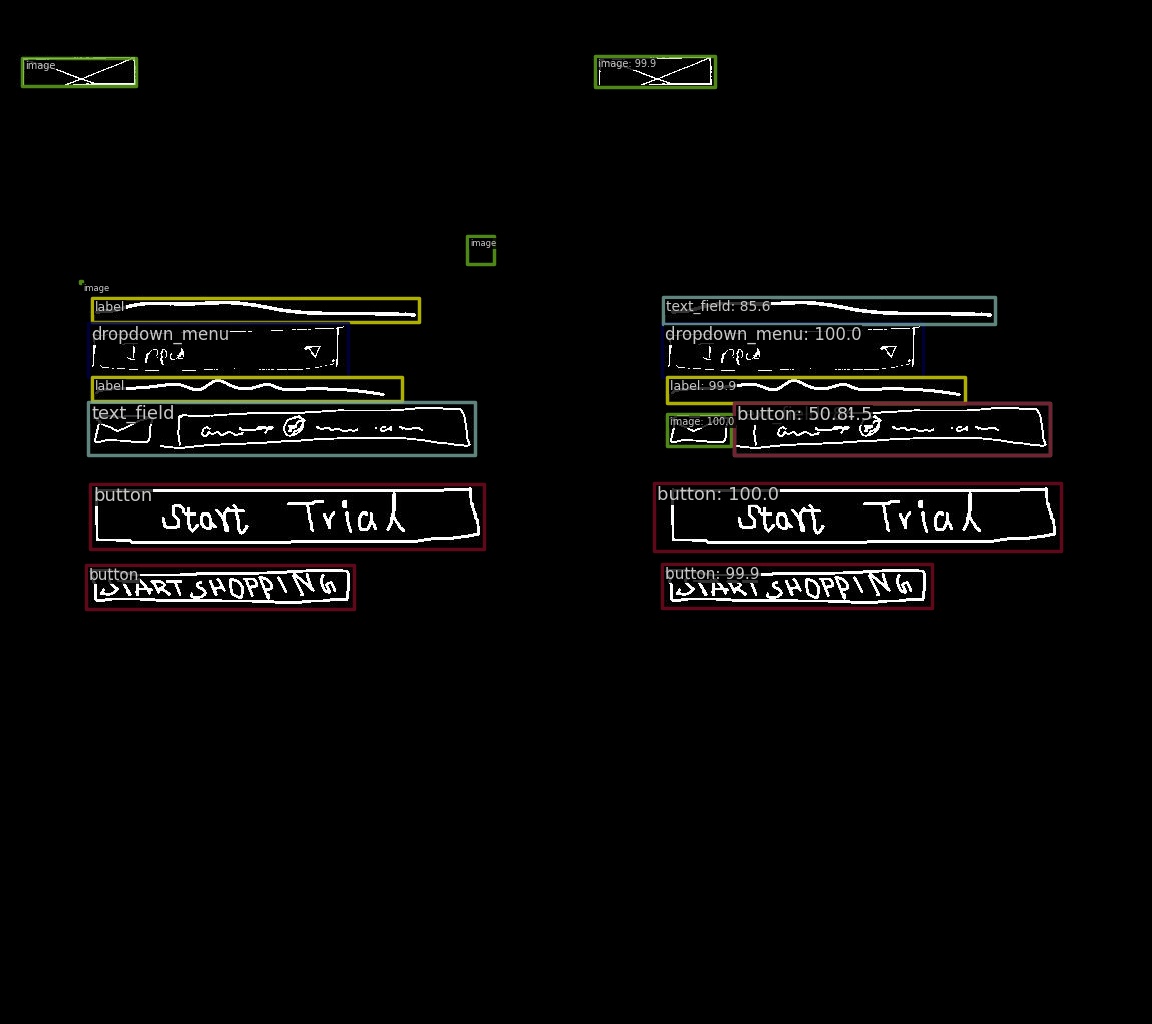 image image: 99.9
image
image
label text_field: 85.6
dropdown_menu dropdown_menu: 100.0
Input Input
label label: 99.9
text_field image: 100.0 button: 50.8
button button: 100.0
Start Trial Start Trial
button button: 99.9
START SHOPPING START SHOPPING